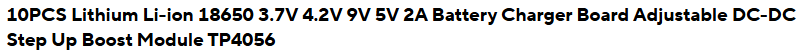 10PCS Lithium Li-ion 18650 3.7V 4.2V 9V 5V 2A Battery Charger Board Adjustable DC-DC
Step Up Boost Module TP4056